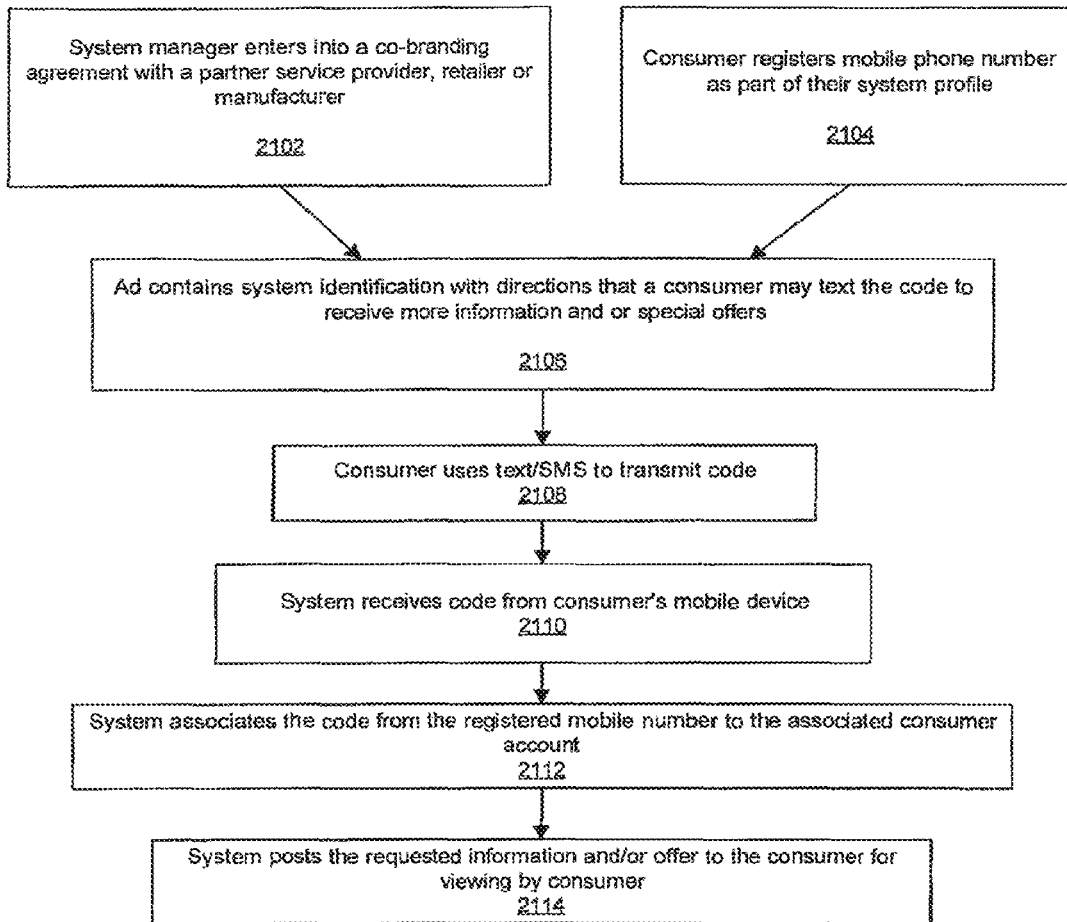 System manager enters into a co-branding
agreement with a partner service provider, retailer or
manufacturer
2102
Consumer registers mobile phone number
as part of their system profile
2104
Ad contains system identification with directions that a consumer may text the code to
receive more information and or special offers
2106
Consumer uses text/SMS to transmit code
2108
System receives code from consumer's mobile device
2110
System associates the code from the registered mobile number to the associated consumer
account
2112
System posts the requested information and/or offer to the consumer for
viewing by consumer
2114